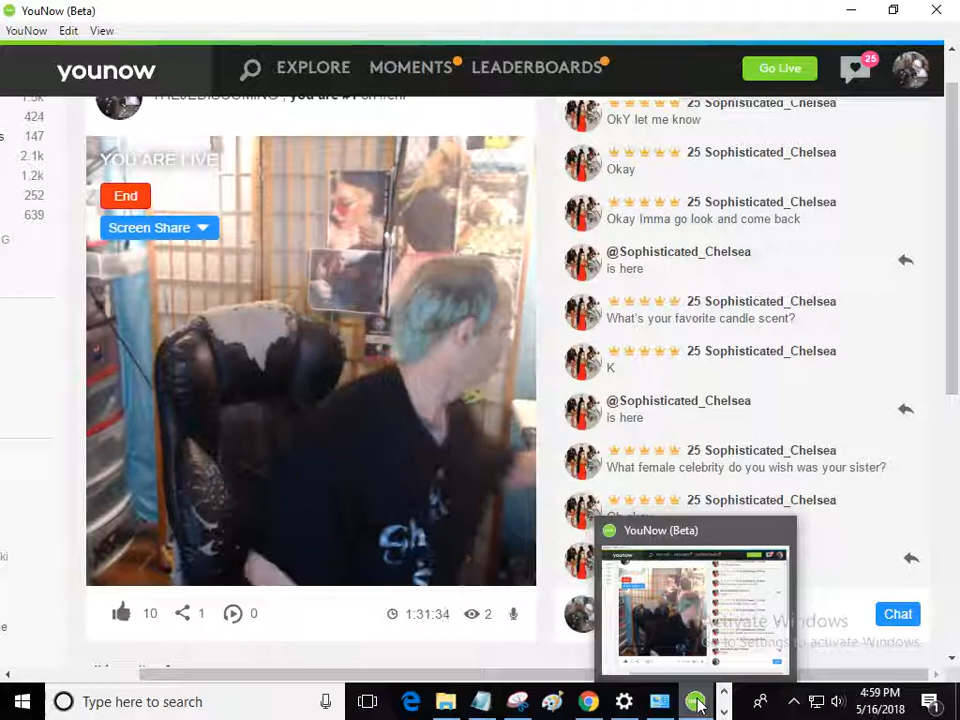 YouNow (Beta)
YouNow Edit View
younow EXPLORE MOMENTS LEADERBOARDS Go Live 25
1.5k
424
147
2.1k
1.2k
252
639
G
YOU ARE LIVE
End
Screen Share
25 Sophisticated_Chelsea
OkY let me know
25 Sophisticated_Chelsea
Okay
25 Sophisticated_Chelsea
Okay Imma go look and come back
@Sophisticated_Chelsea
is here
25 Sophisticated_Chelsea
What's your favorite candle scent?
25 Sophisticated_Chelsea
K
@Sophisticated_Chelsea
is here
25 Sophisticated_Chelsea
What female celebrity do you wish was your sister?
25 Sophisticated_Chelsea
YouNow (Beta)
10 1 0 1:31:34 2
Chat
Activate Windows
Go to Settings to activate Windows.
Type here to search
4:59 PM
5/16/2018
1